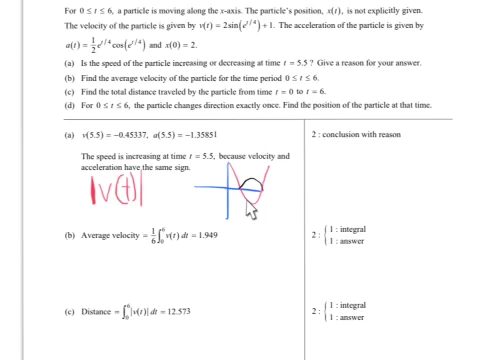 For 0 ≤ t ≤ 6, a particle is moving along the x-axis. The particle's position, x(t), is not explicitly given.
The velocity of the particle is given by v(t) = 2sin(e^{t/4}) + 1. The acceleration of the particle is given by
a(t) = 1/2 e^{t/4} cos(e^{t/4}) and x(0) = 2.
(a) Is the speed of the particle increasing or decreasing at time t = 5.5 ? Give a reason for your answer.
(b) Find the average velocity of the particle for the time period 0 ≤ t ≤ 6.
(c) Find the total distance traveled by the particle from time t = 0 to t = 6.
(d) For 0 ≤ t ≤ 6, the particle changes direction exactly once. Find the position of the particle at that time.
(a) v(5.5) = −0.45337, a(5.5) = −1.35851
2 : conclusion with reason
The speed is increasing at time t = 5.5, because velocity and
acceleration have the same sign.
|v(t)|
(b) Average velocity = 1/6 ∫_0^6 v(t) dt = 1.949
2 : { 1 : integral
1 : answer
(c) Distance = ∫_0^6 |v(t)| dt = 12.573
2 : { 1 : integral
1 : answer